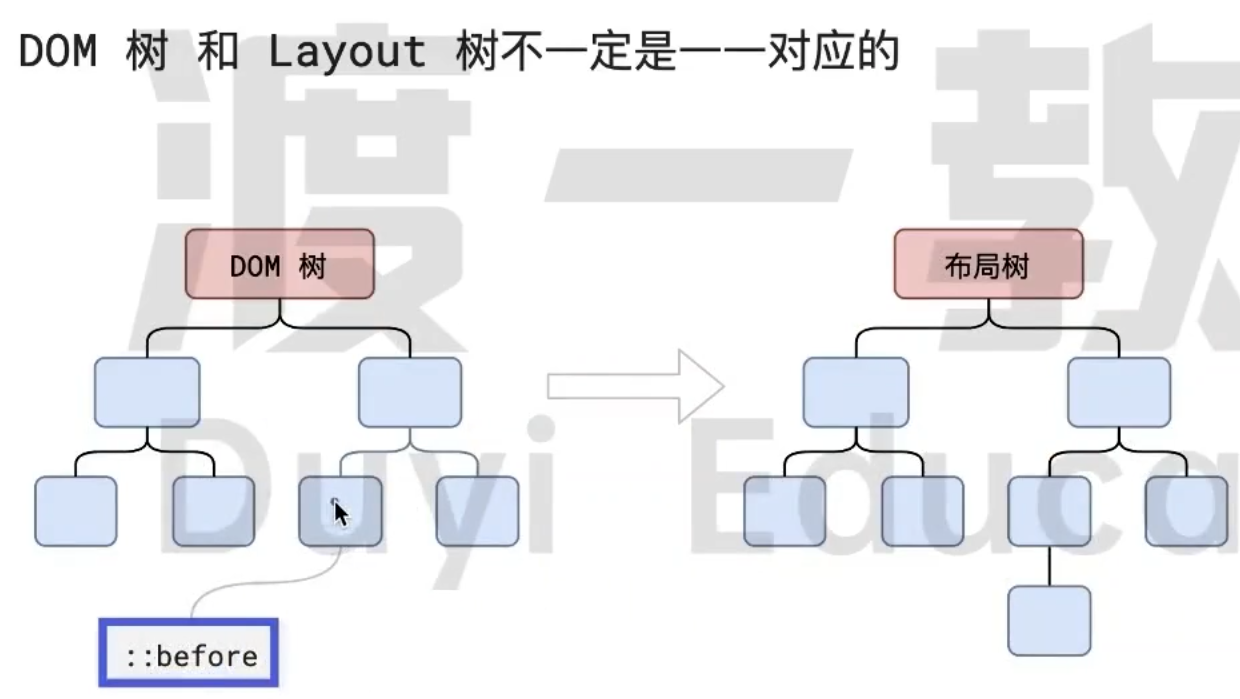 DOM 树 和 Layout 树不一定是一一对应的
渡一教
DOM 树
布局树
Duyi Educa
::before